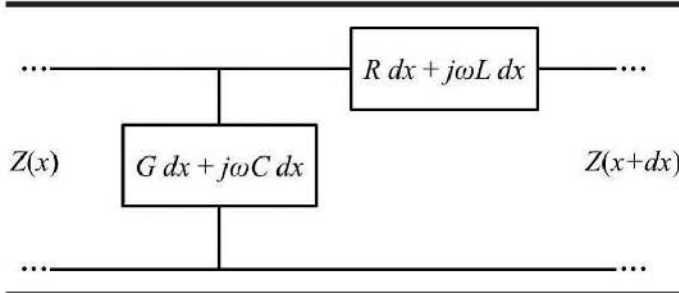 ... ...
R dx + jωL dx
Z(x) G dx + jωC dx Z(x+dx)
... ...